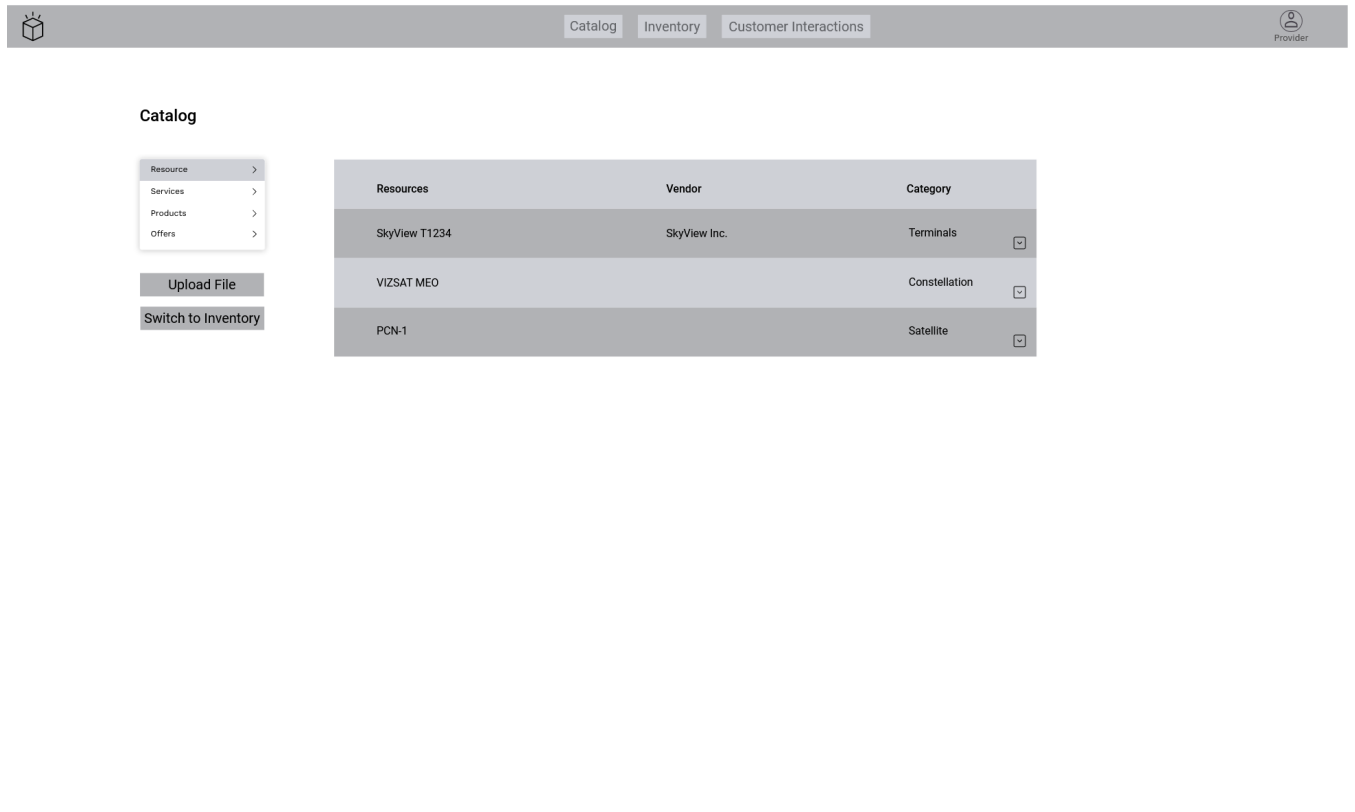 Catalog Inventory Customer Interactions
Provider
Catalog
Resource
Services
Products
Offers
Upload File
Switch to Inventory
Resources Vendor Category
SkyView T1234 SkyView Inc. Terminals
VIZSAT MEO Constellation
PCN-1 Satellite